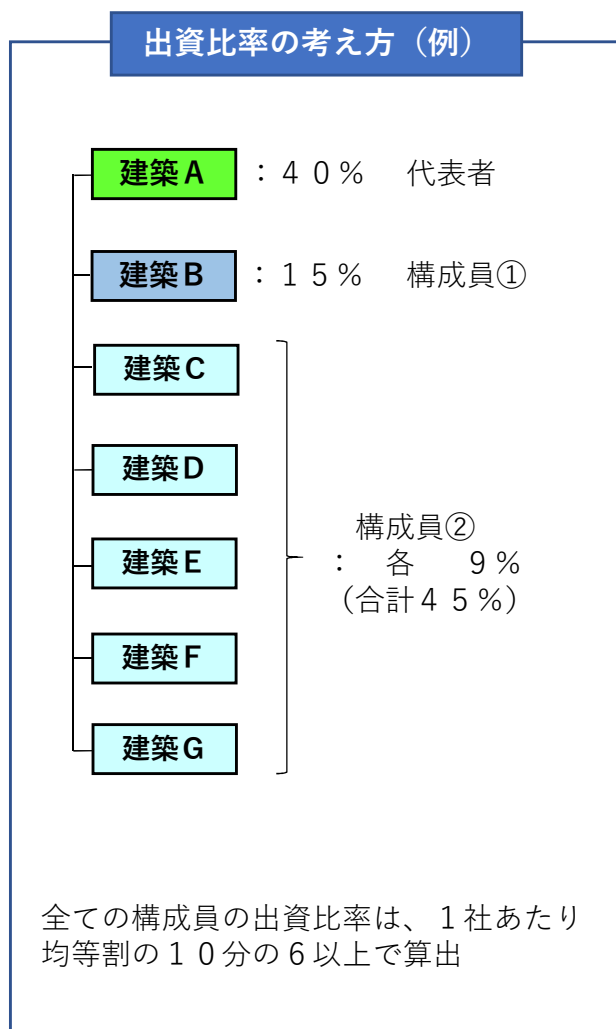 出資比率の考え方（例）
建築Ａ ：４０％　代表者
建築Ｂ ：１５％　構成員①
建築Ｃ
建築Ｄ
構成員②
建築Ｅ ：　各　　９％
（合計４５％）
建築Ｆ
建築Ｇ
全ての構成員の出資比率は、１社あたり
均等割の１０分の６以上で算出